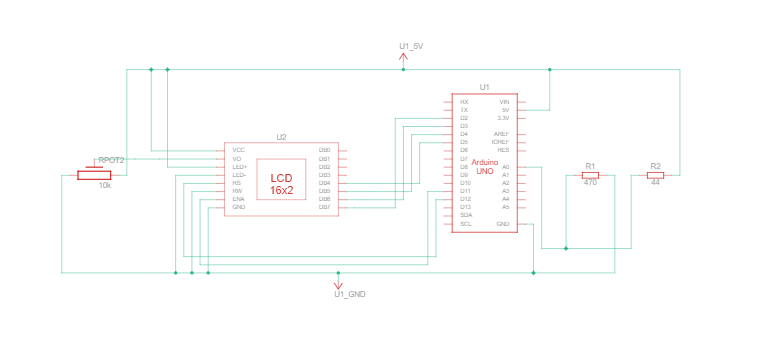 U1_5V
U1
RX
TX
D2
D3
D4
D5
D6
D7
D8
D9
D10
D11
D12
D13
SDA
SCL
VIN
5V
3.3V
AREF
IOREF
RES
A0
A1
A2
A3
A4
A5
GND
Arduino
UNO
U2
VCC
VO
LED+
LED-
RS
RW
ENA
GND
DB0
DB1
DB2
DB3
DB4
DB5
DB6
DB7
LCD
16x2
RPOT2
10k
R1
470
R2
44
U1_GND